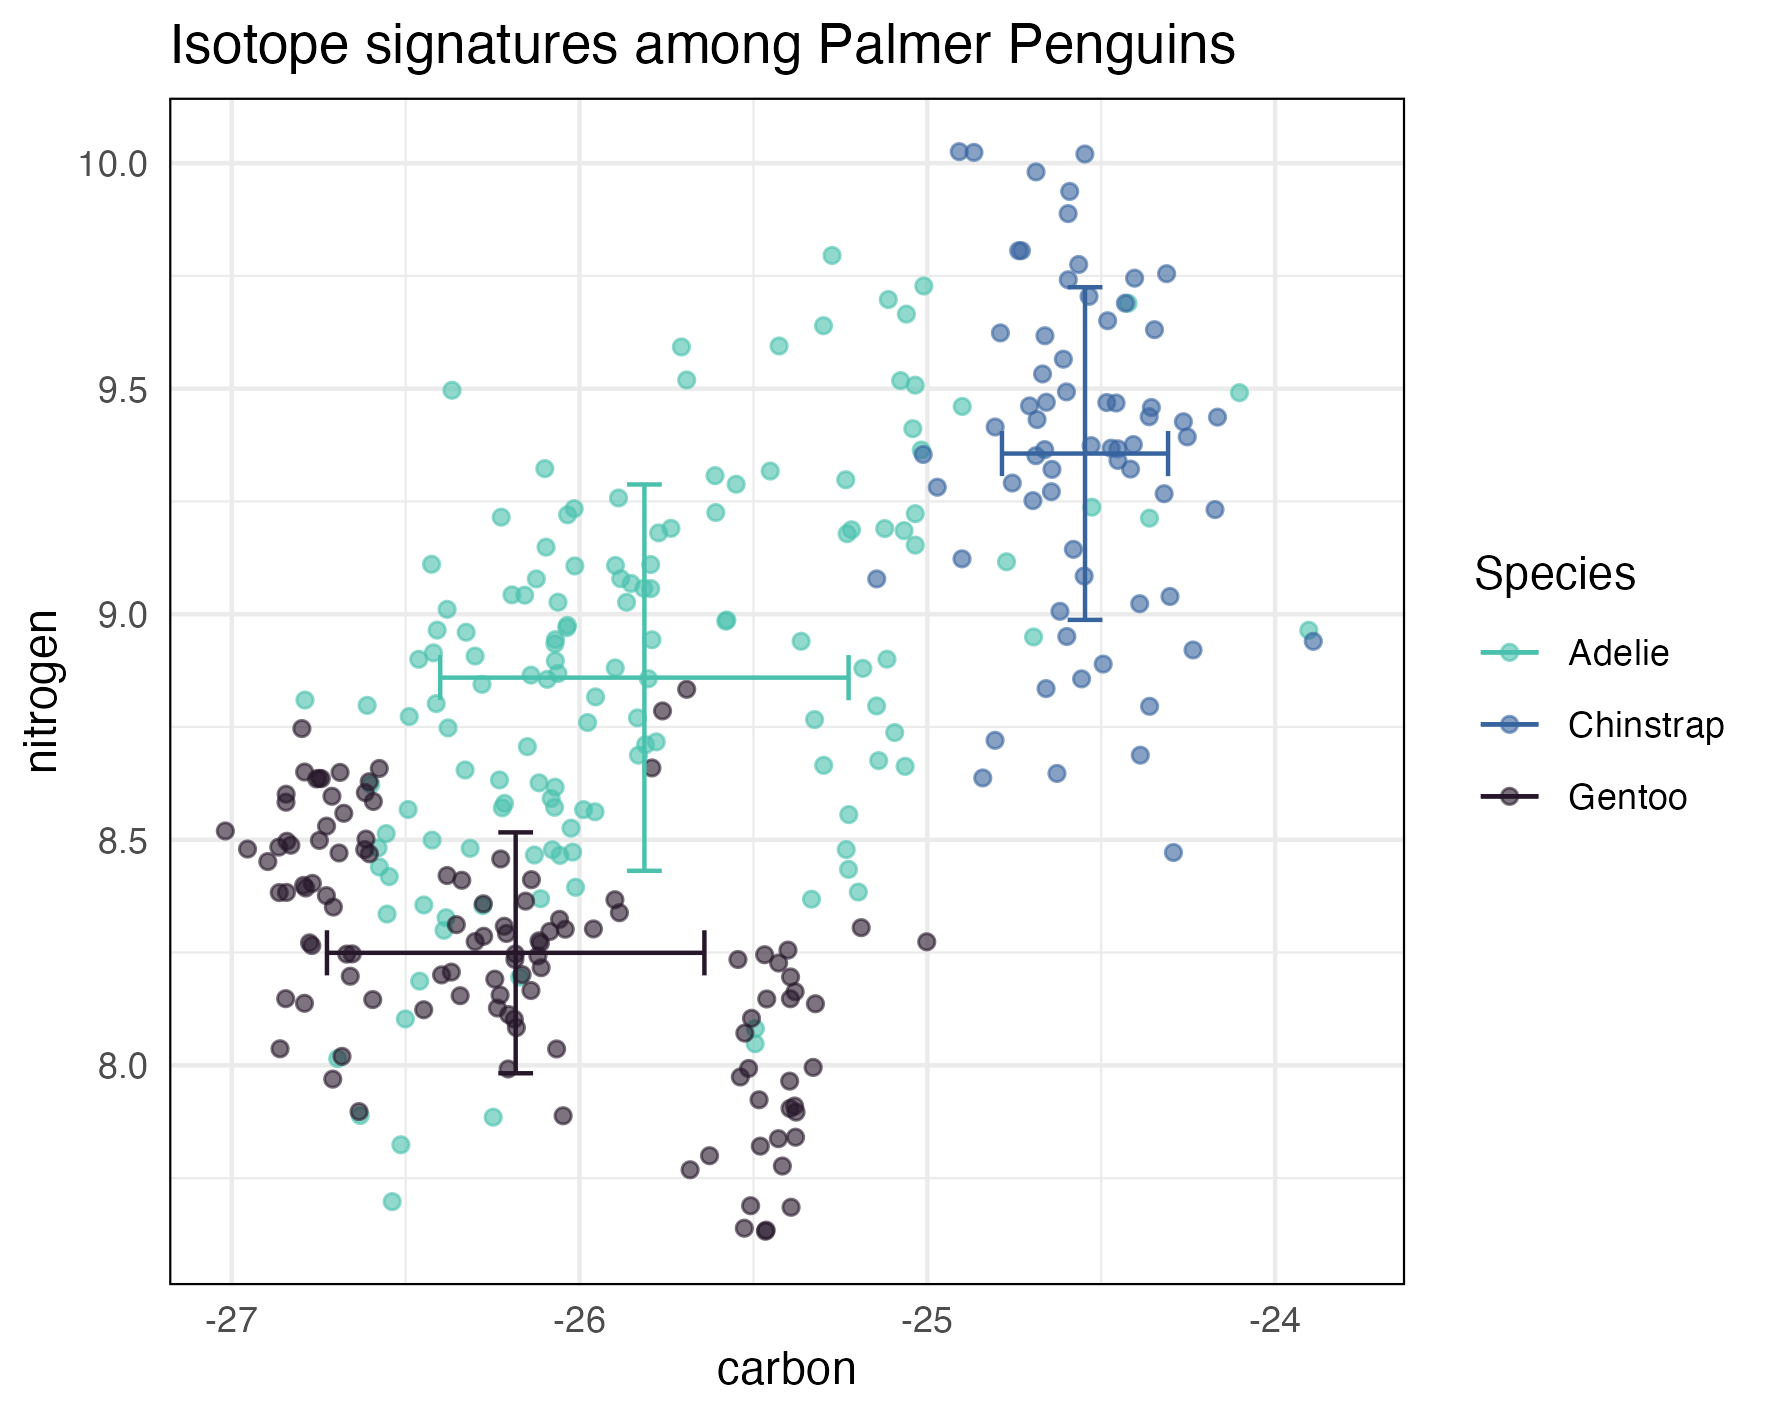 Isotope signatures among Palmer Penguins
10.0
9.5
9.0
8.5
8.0
nitrogen
-27 -26 -25 -24
carbon
Species
Adelie
Chinstrap
Gentoo